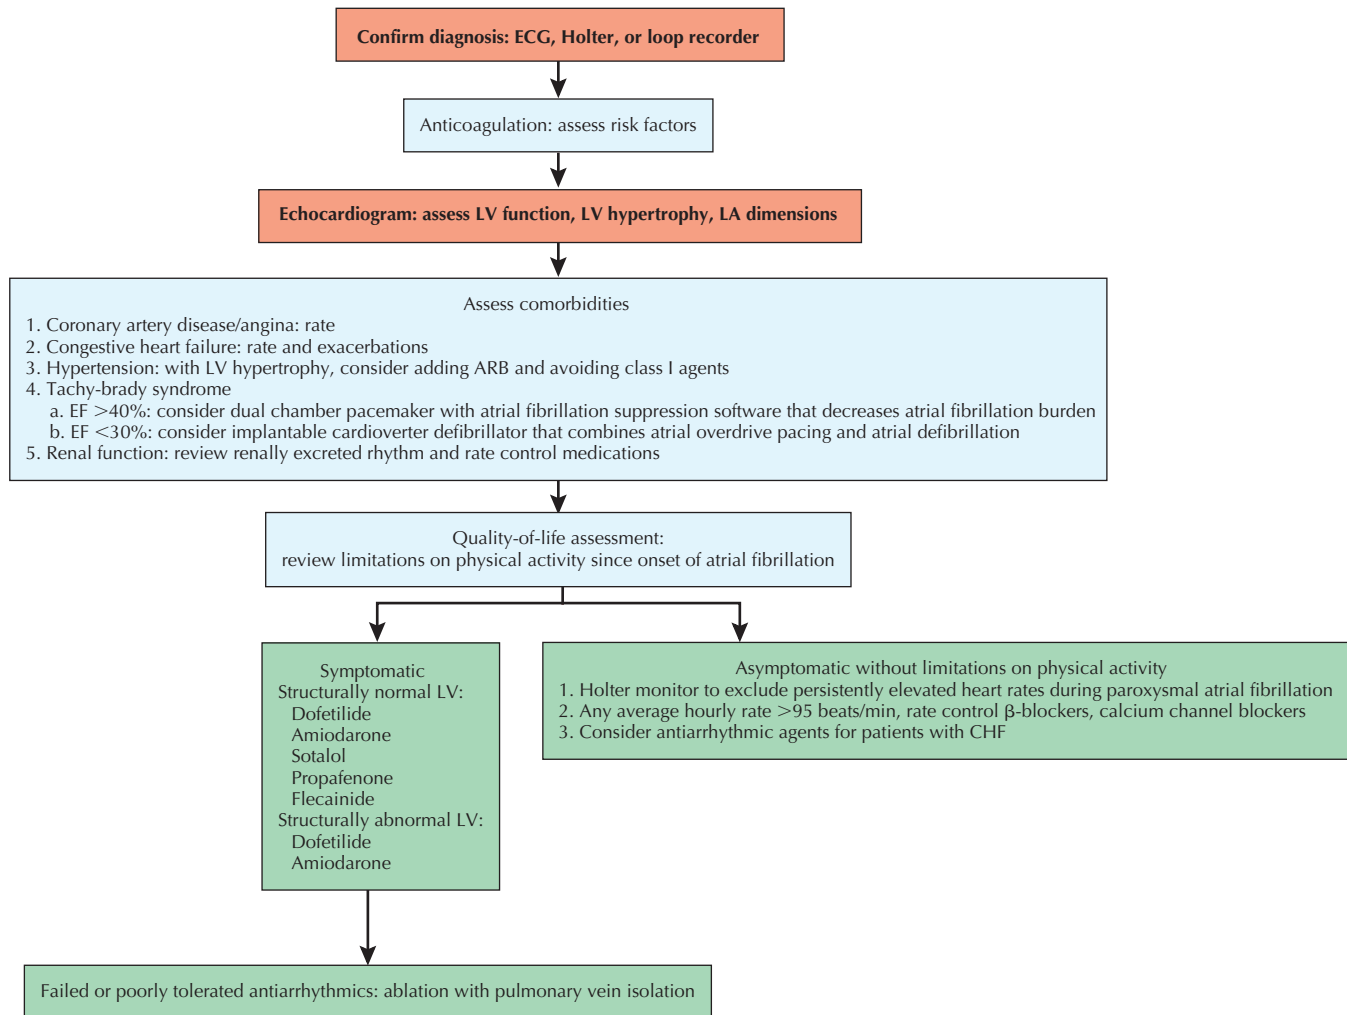 Confirm diagnosis: ECG, Holter, or loop recorder
Anticoagulation: assess risk factors
Echocardiogram: assess LV function, LV hypertrophy, LA dimensions
Assess comorbidities
1. Coronary artery disease/angina: rate
2. Congestive heart failure: rate and exacerbations
3. Hypertension: with LV hypertrophy, consider adding ARB and avoiding class I agents
4. Tachy-brady syndrome
a. EF >40%: consider dual chamber pacemaker with atrial fibrillation suppression software that decreases atrial fibrillation burden
b. EF <30%: consider implantable cardioverter defibrillator that combines atrial overdrive pacing and atrial defibrillation
5. Renal function: review renally excreted rhythm and rate control medications
Quality-of-life assessment:
review limitations on physical activity since onset of atrial fibrillation
Symptomatic
Structurally normal LV:
Dofetilide
Amiodarone
Sotalol
Propafenone
Flecainide
Structurally abnormal LV:
Dofetilide
Amiodarone
Asymptomatic without limitations on physical activity
1. Holter monitor to exclude persistently elevated heart rates during paroxysmal atrial fibrillation
2. Any average hourly rate >95 beats/min, rate control β-blockers, calcium channel blockers
3. Consider antiarrhythmic agents for patients with CHF
Failed or poorly tolerated antiarrhythmics: ablation with pulmonary vein isolation